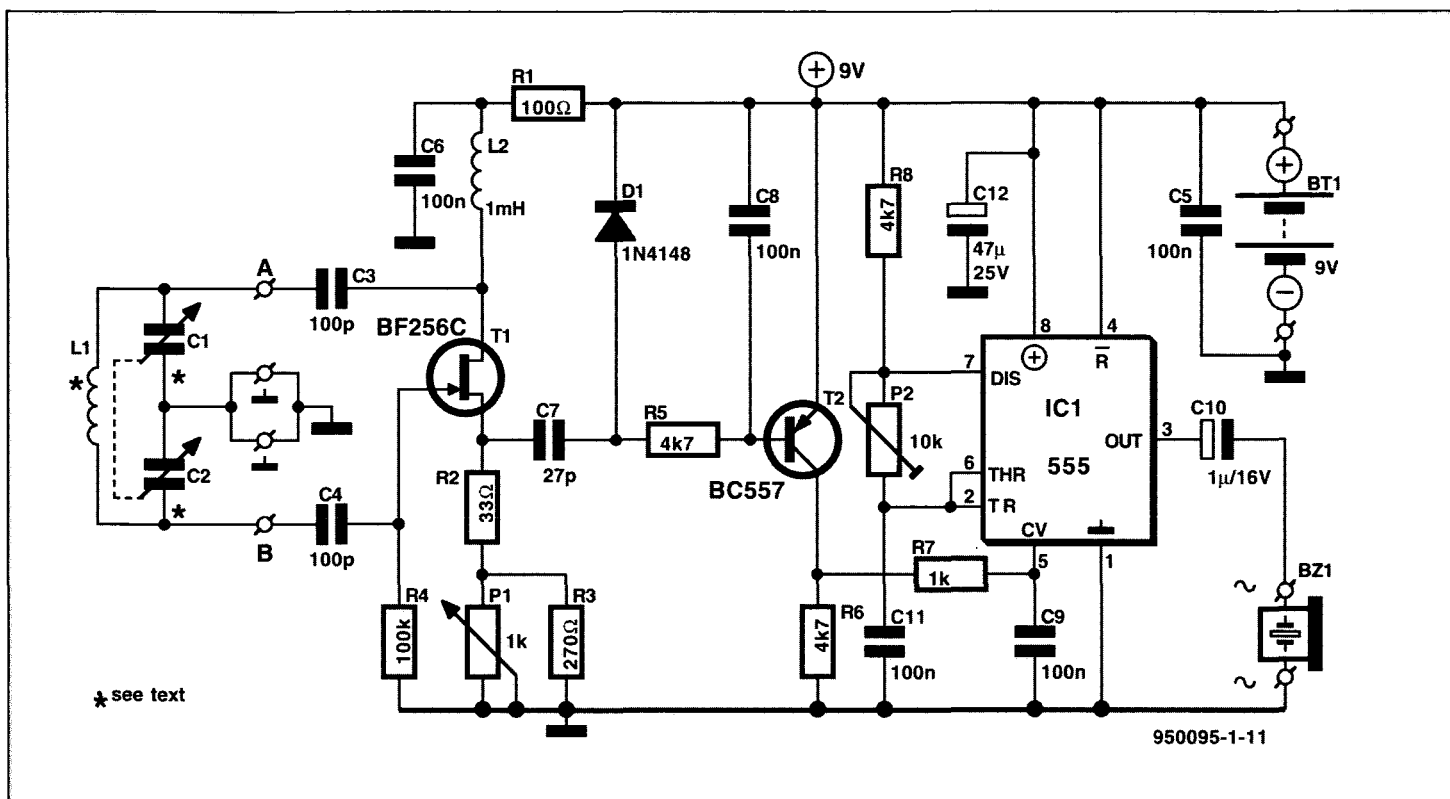 9V
R1
100Ω
C6
100n
L2
1mH
D1
1N4148
C8
100n
R8
4k7
C12
47µ
25V
C5
100n
BT1
9V
A
C3
100p
BF256C
T1
L1
*
C1
*
C2
*
B
C4
100p
C7
27p
R5
4k7
T2
BC557
P2
10k
8
4
R
7
DIS
IC1
555
OUT
3
6
THR
2
TR
CV
5
1
C10
1µ/16V
R2
33Ω
R4
100k
P1
1k
R3
270Ω
R7
1k
R6
4k7
C11
100n
C9
100n
BZ1
~
~
* see text
950095-1-11